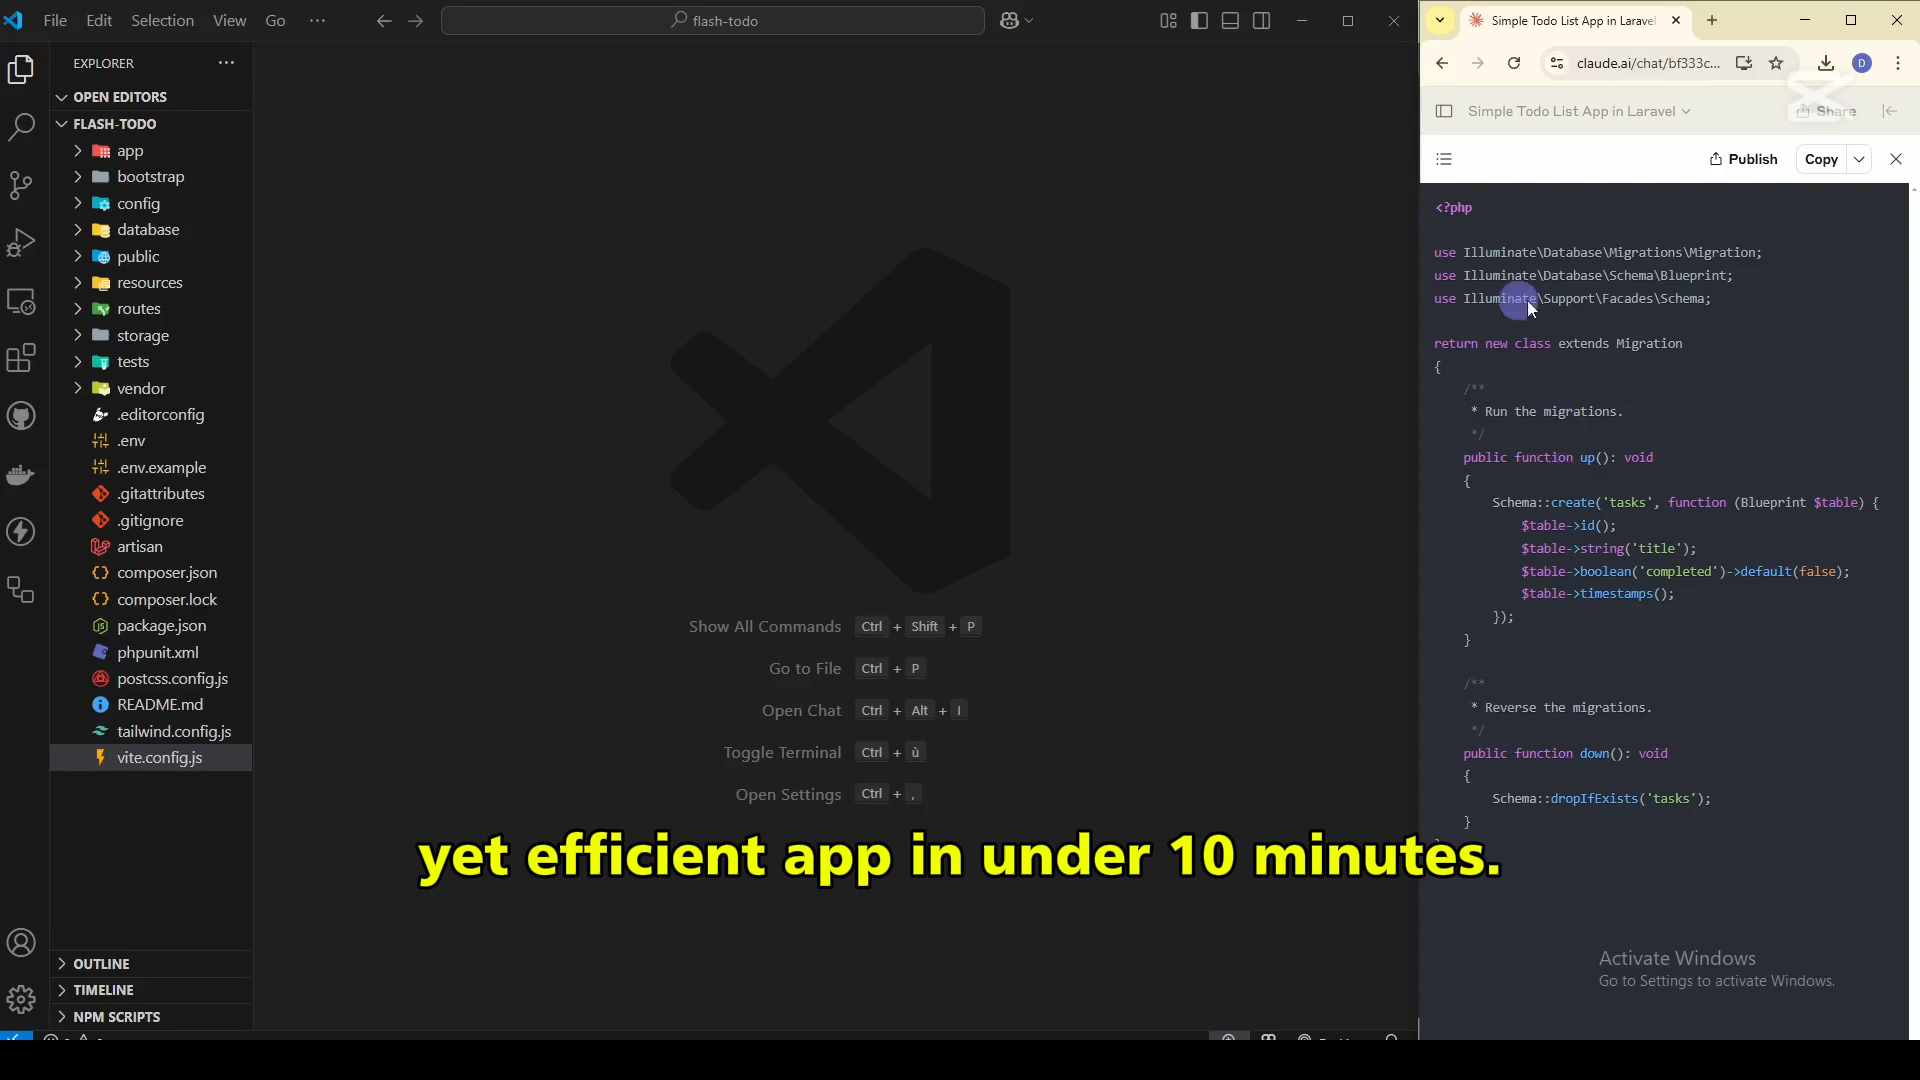 File Edit Selection View Go ···
flash-todo
EXPLORER
OPEN EDITORS
FLASH-TODO
app
bootstrap
config
database
public
resources
routes
storage
tests
vendor
.editorconfig
.env
.env.example
.gitattributes
.gitignore
artisan
composer.json
composer.lock
package.json
phpunit.xml
postcss.config.js
README.md
tailwind.config.js
vite.config.js
OUTLINE
TIMELINE
NPM SCRIPTS
Show All Commands Ctrl + Shift + P
Go to File Ctrl + P
Open Chat Ctrl + Alt + I
Toggle Terminal Ctrl + ù
Open Settings Ctrl + ,
Simple Todo List App in Laravel
claude.ai/chat/bf333c...
D
Simple Todo List App in Laravel
Share
Publish
Copy
<?php
use Illuminate\Database\Migrations\Migration;
use Illuminate\Database\Schema\Blueprint;
use Illuminate\Support\Facades\Schema;
return new class extends Migration
{
/**
* Run the migrations.
*/
public function up(): void
{
Schema::create('tasks', function (Blueprint $table) {
$table->id();
$table->string('title');
$table->boolean('completed')->default(false);
$table->timestamps();
});
}
/**
* Reverse the migrations.
*/
public function down(): void
{
Schema::dropIfExists('tasks');
}
yet efficient app in under 10 minutes.
Activate Windows
Go to Settings to activate Windows.